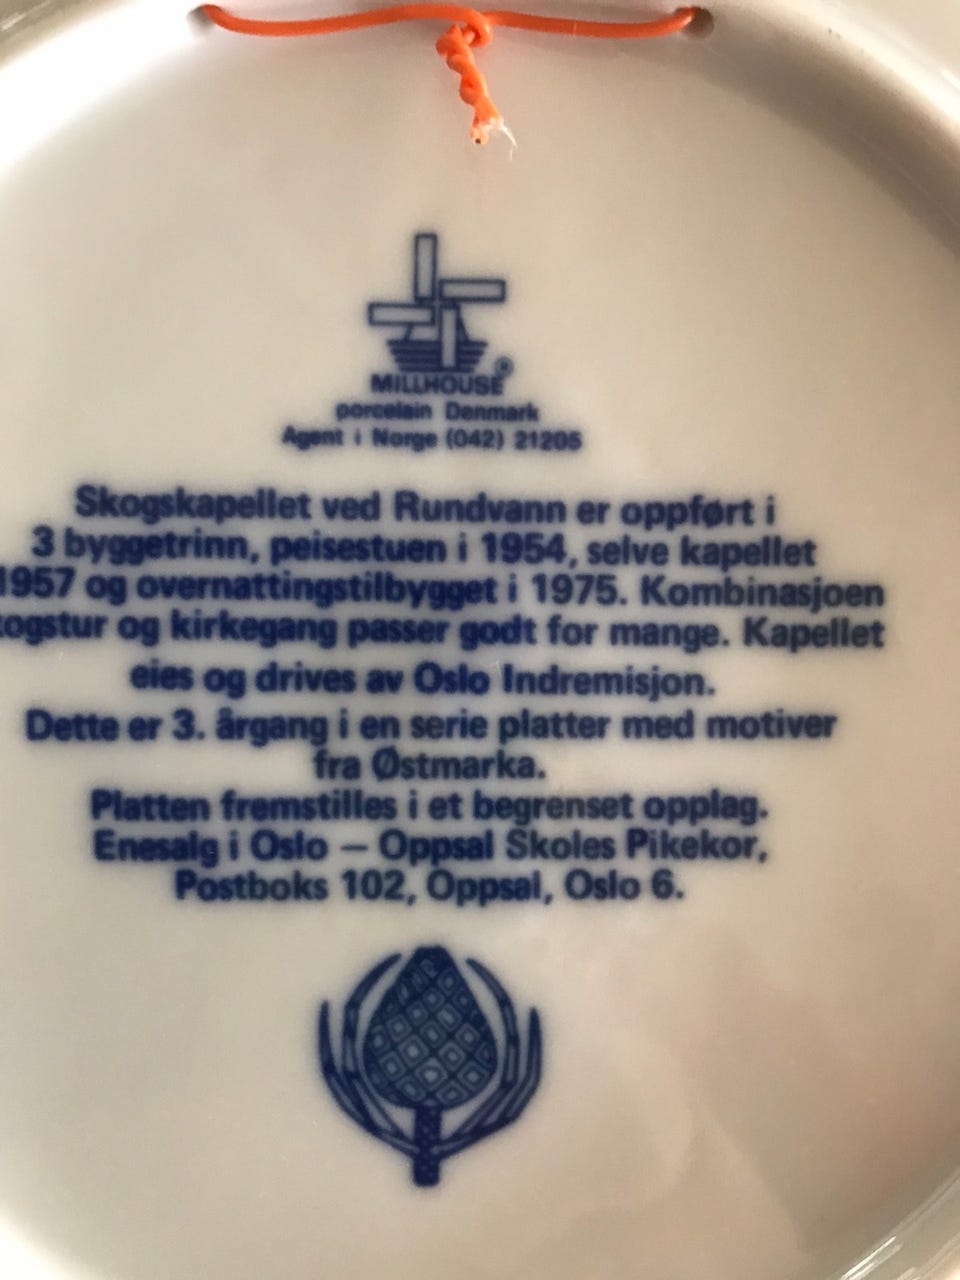 MILLHOUSE®
porcelain Denmark
Agent i Norge (042) 21205
Skogskapellet ved Rundvann er oppført i
3 byggetrinn, peisestuen i 1954, selve kapellet
1957 og overnattingstilbygget i 1975. Kombinasjoen
kogstur og kirkegang passer godt for mange. Kapellet
eies og drives av Oslo Indremisjon.
Dette er 3. årgang i en serie platter med motiver
fra Østmarka.
Platten fremstilles i et begrenset opplag.
Enesalg i Oslo — Oppsal Skoles Pikekor,
Postboks 102, Oppsal, Oslo 6.